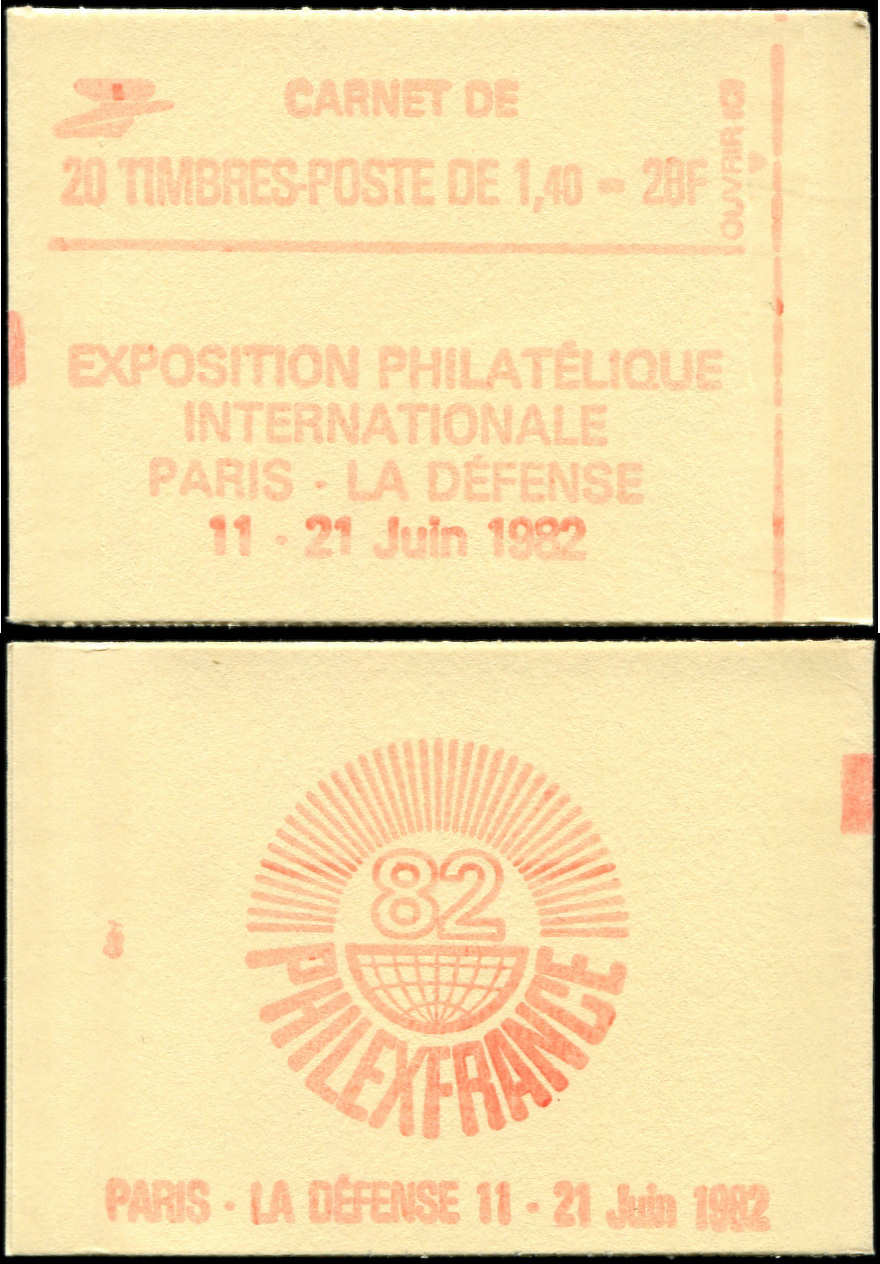 CARNET DE
20 TIMBRES-POSTE DE 1,40 - 28F
OUVRIR ICI
EXPOSITION PHILATÉLIQUE
INTERNATIONALE
PARIS - LA DÉFENSE
11 - 21 Juin 1982
82
PHILEXFRANCE
PARIS - LA DÉFENSE 11 - 21 Juin 1982